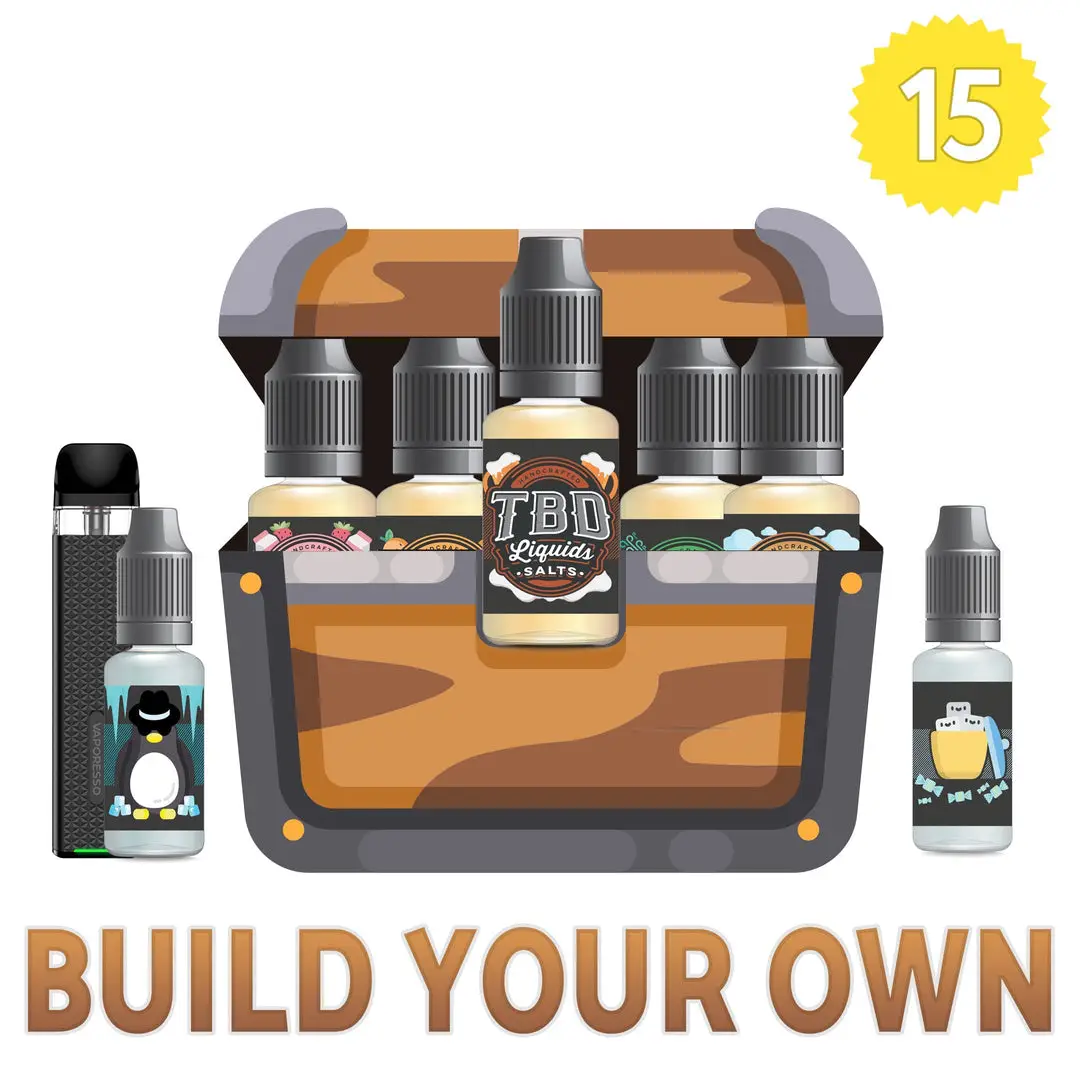 15
HANDCRAFTED
TBD
Liquids
•SALTS•
VAPORESSO
BUILD YOUR OWN